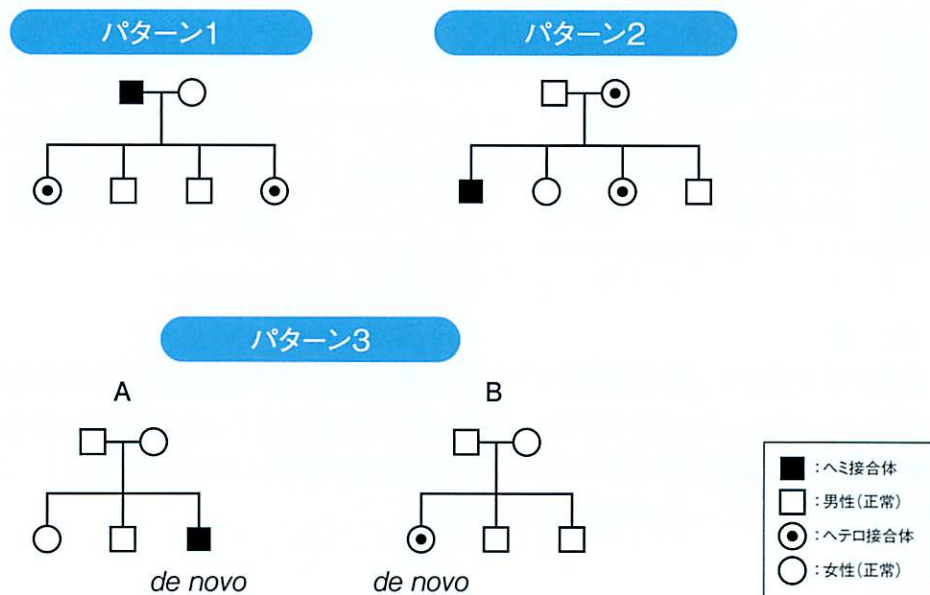 パターン1
パターン2
パターン3
A
B
de novo
de novo
:ヘミ接合体
:男性(正常)
:ヘテロ接合体
:女性(正常)